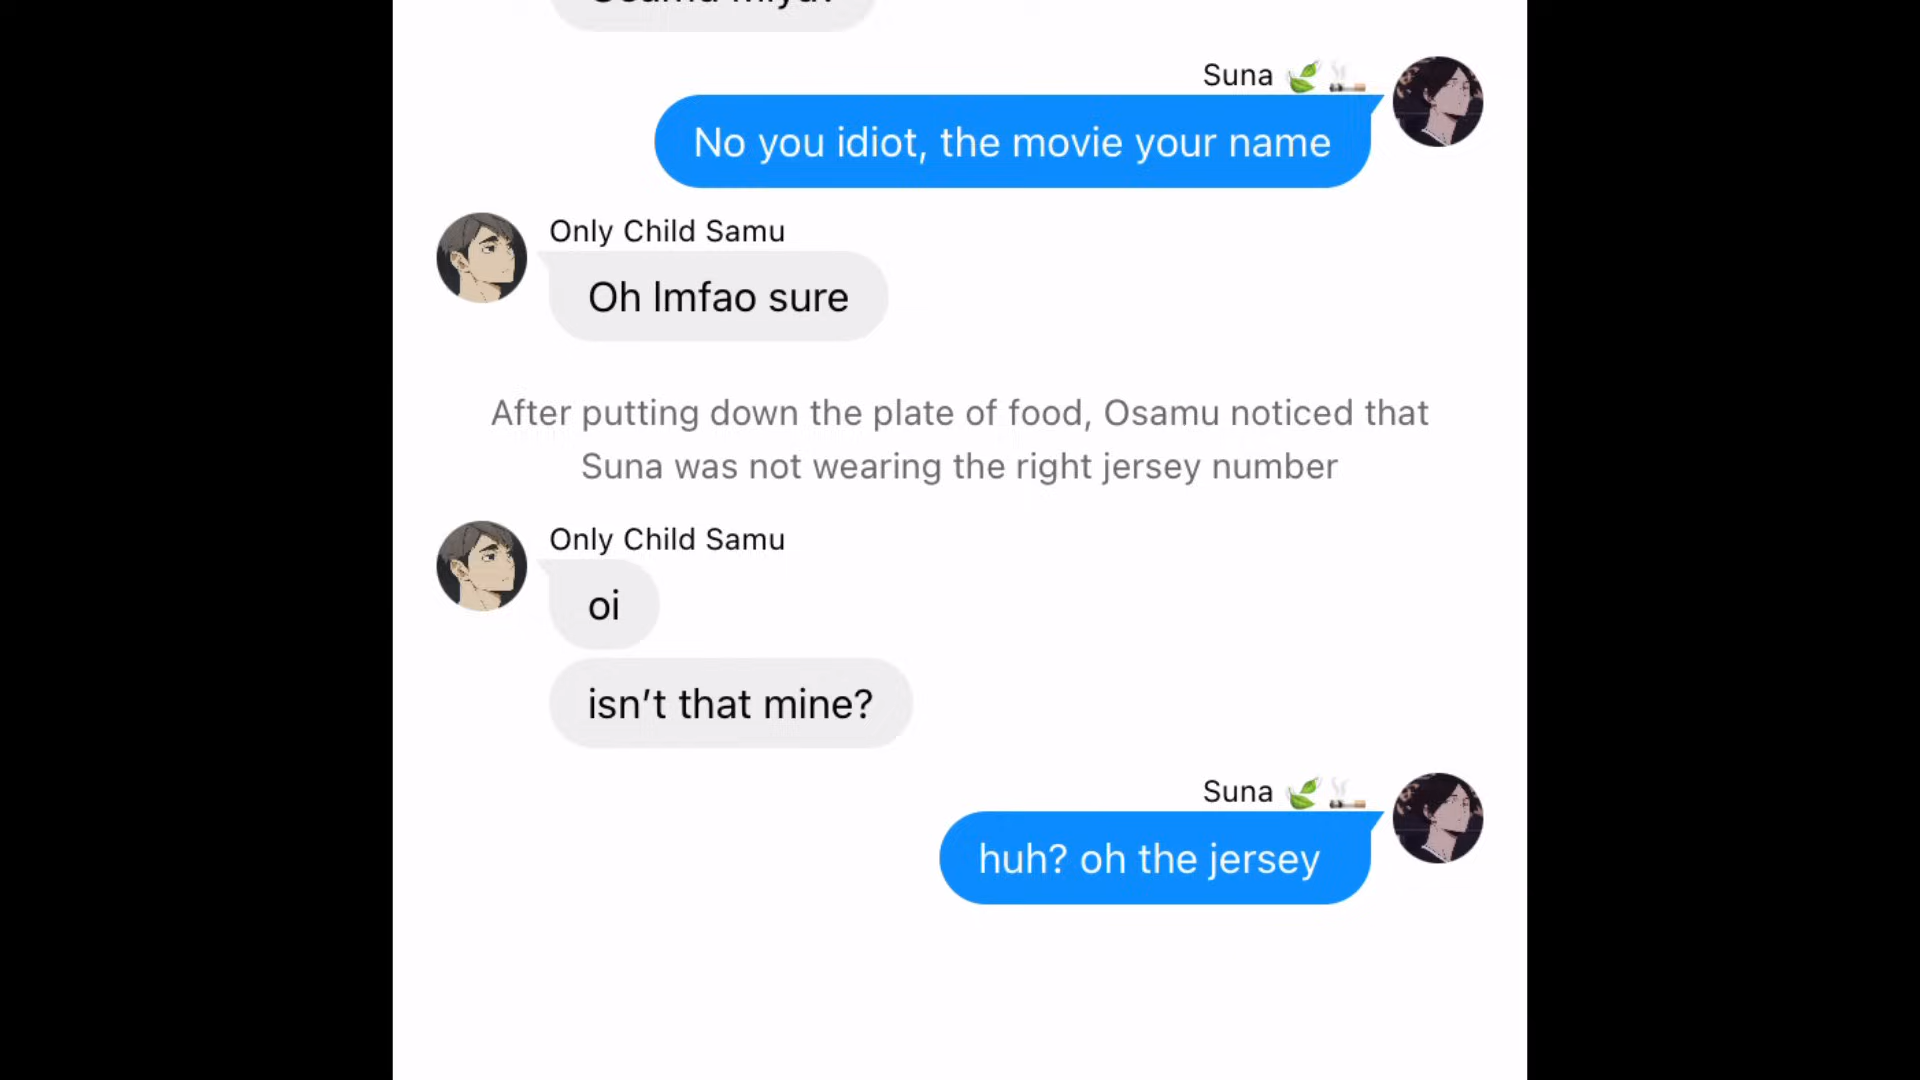 Suna 🍃🚬
No you idiot, the movie your name
Only Child Samu
Oh lmfao sure
After putting down the plate of food, Osamu noticed that
Suna was not wearing the right jersey number
Only Child Samu
oi
isn’t that mine?
Suna 🍃🚬
huh? oh the jersey